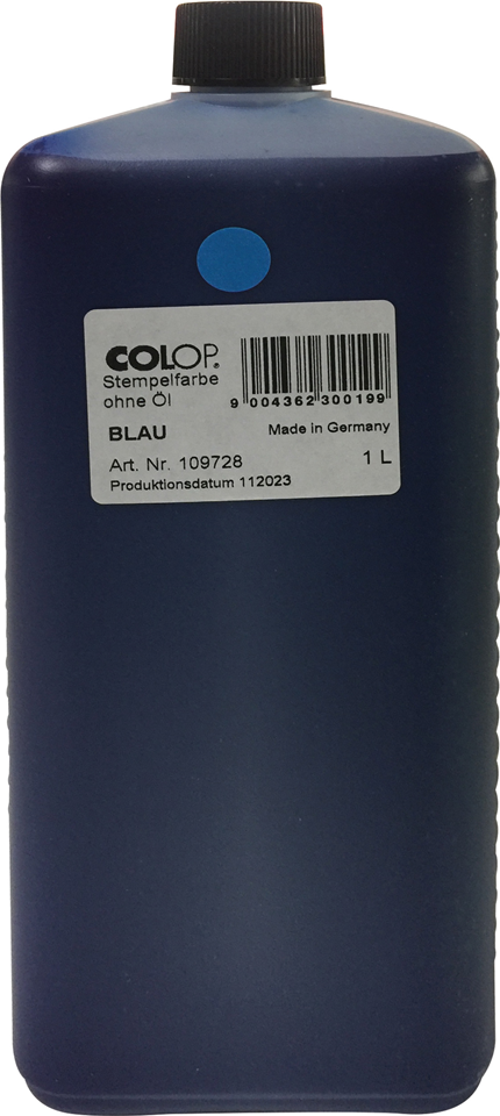 COLOP®
Stempelfarbe
ohne Öl
9 004362 300199
BLAU
Made in Germany
Art. Nr. 109728
1 L
Produktionsdatum 112023